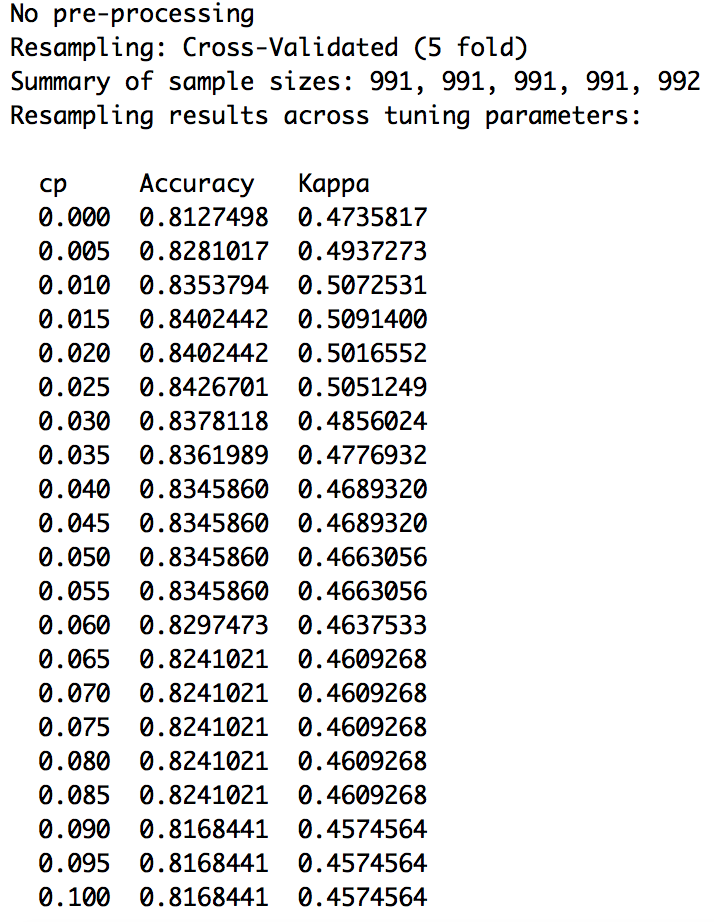 No pre-processing
Resampling: Cross-Validated (5 fold)
Summary of sample sizes: 991, 991, 991, 991, 992
Resampling results across tuning parameters:

  cp     Accuracy   Kappa
  0.000  0.8127498  0.4735817
  0.005  0.8281017  0.4937273
  0.010  0.8353794  0.5072531
  0.015  0.8402442  0.5091400
  0.020  0.8402442  0.5016552
  0.025  0.8426701  0.5051249
  0.030  0.8378118  0.4856024
  0.035  0.8361989  0.4776932
  0.040  0.8345860  0.4689320
  0.045  0.8345860  0.4689320
  0.050  0.8345860  0.4663056
  0.055  0.8345860  0.4663056
  0.060  0.8297473  0.4637533
  0.065  0.8241021  0.4609268
  0.070  0.8241021  0.4609268
  0.075  0.8241021  0.4609268
  0.080  0.8241021  0.4609268
  0.085  0.8241021  0.4609268
  0.090  0.8168441  0.4574564
  0.095  0.8168441  0.4574564
  0.100  0.8168441  0.4574564